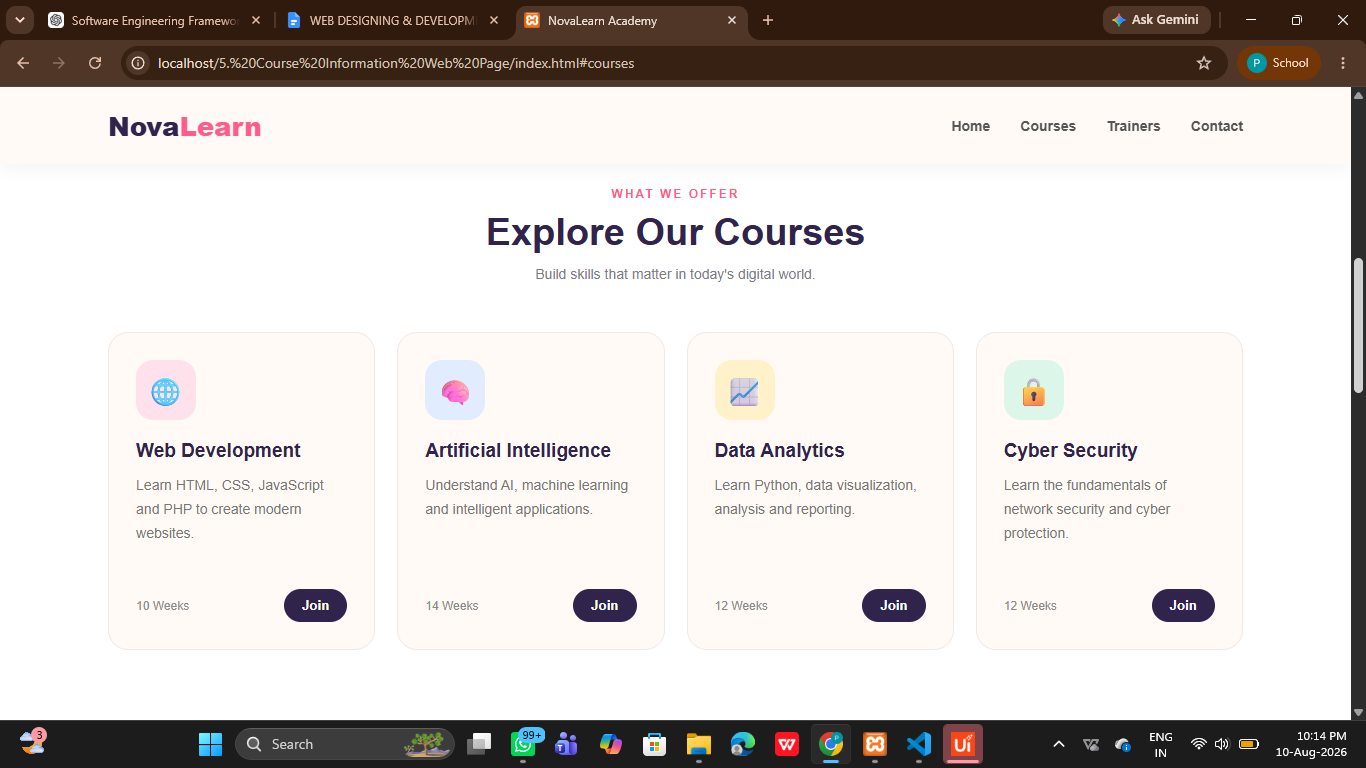 Software Engineering Framewo
WEB DESIGNING & DEVELOPM
NovaLearn Academy
Ask Gemini
localhost/5.%20Course%20Information%20Web%20Page/index.html#courses
P
School
NovaLearn
Home
Courses
Trainers
Contact
WHAT WE OFFER
Explore Our Courses
Build skills that matter in today's digital world.
Web Development
Learn HTML, CSS, JavaScript
and PHP to create modern
websites.
10 Weeks
Join
Artificial Intelligence
Understand AI, machine learning
and intelligent applications.
14 Weeks
Join
Data Analytics
Learn Python, data visualization,
analysis and reporting.
12 Weeks
Join
Cyber Security
Learn the fundamentals of
network security and cyber
protection.
12 Weeks
Join
3
Search
99+
W
Ui
ENG
IN
10:14 PM
10-Aug-2026